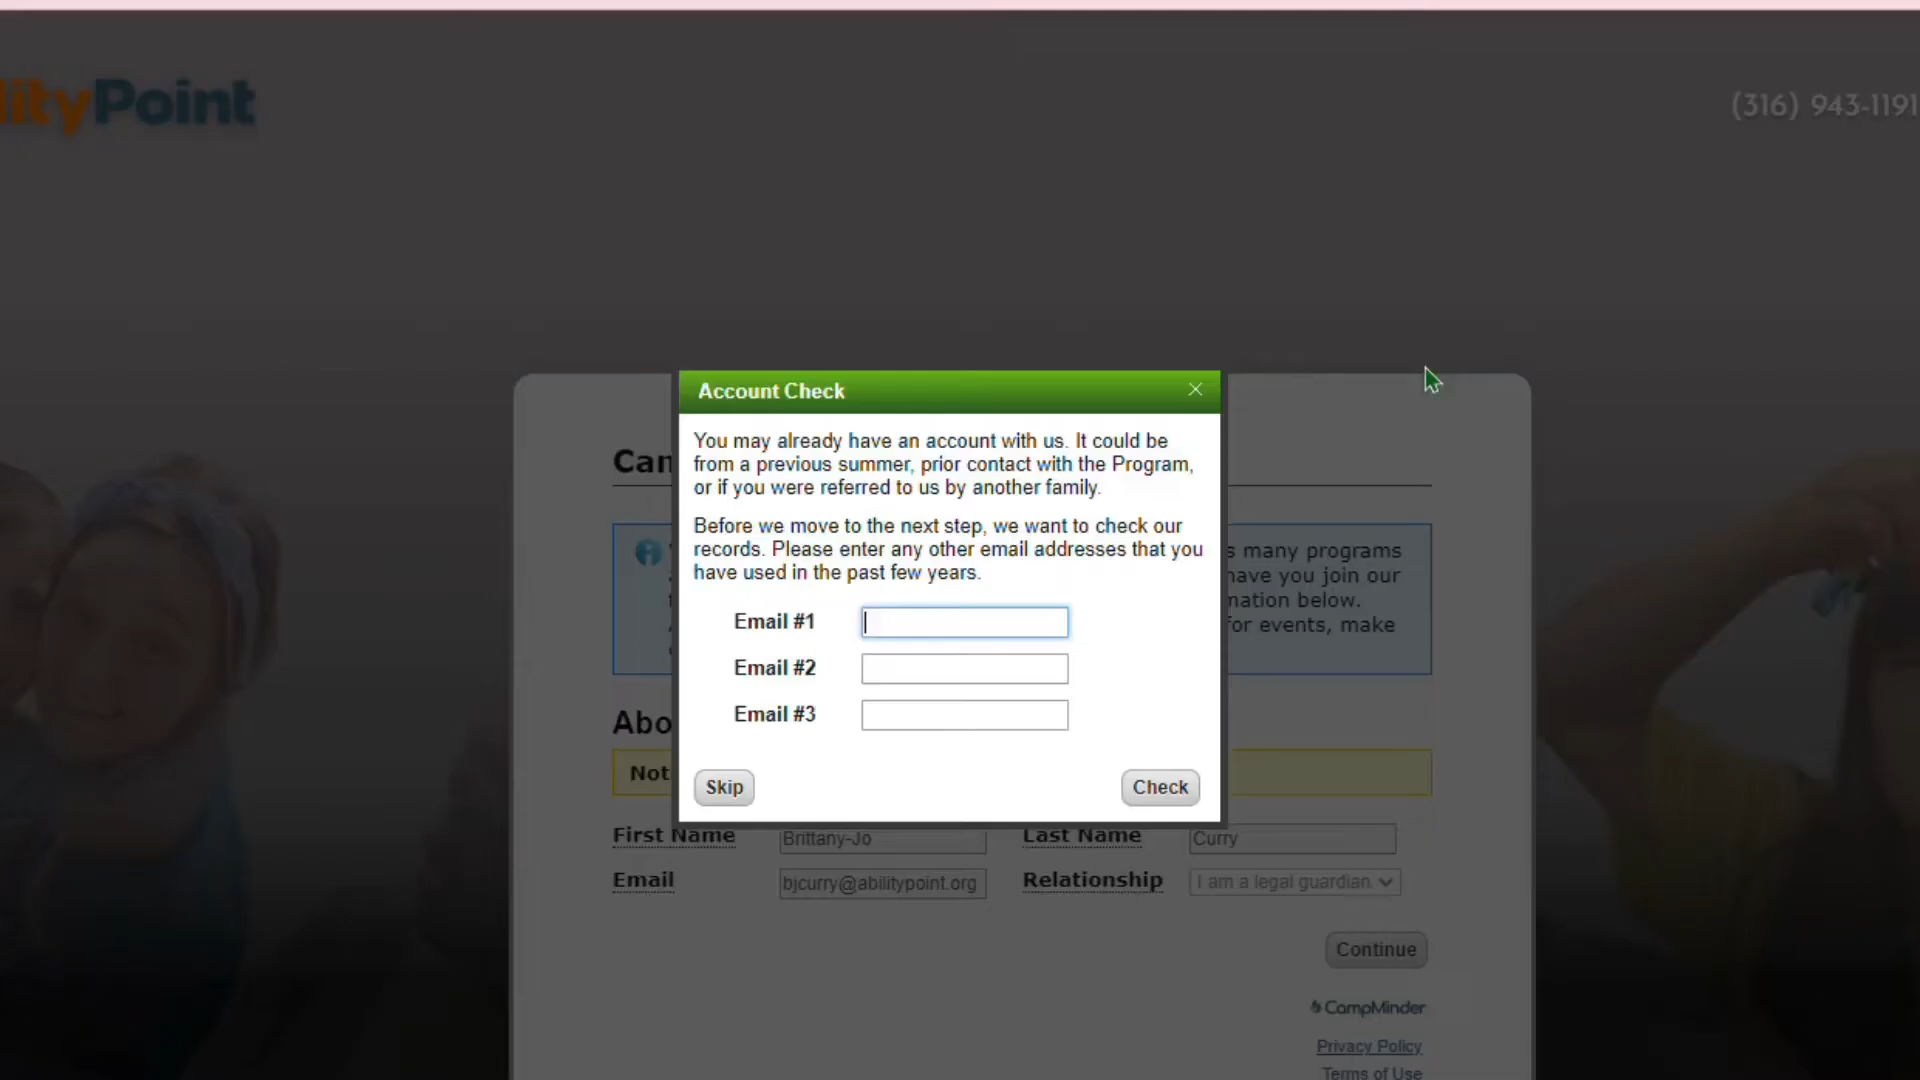 lityPoint
(316) 943-1191
Account Check
You may already have an account with us. It could be
from a previous summer, prior contact with the Program,
or if you were referred to us by another family.
Before we move to the next step, we want to check our
records. Please enter any other email addresses that you
have used in the past few years.
Email #1
Email #2
Email #3
Skip
Check
Can
s many programs
have you join our
mation below.
for events, make
Abo
Not
First Name
Brittany-Jo
Last Name
Curry
Email
bjcurry@abilitypoint.org
Relationship
I am a legal guardian
Continue
CampMinder
Privacy Policy
Terms of Use